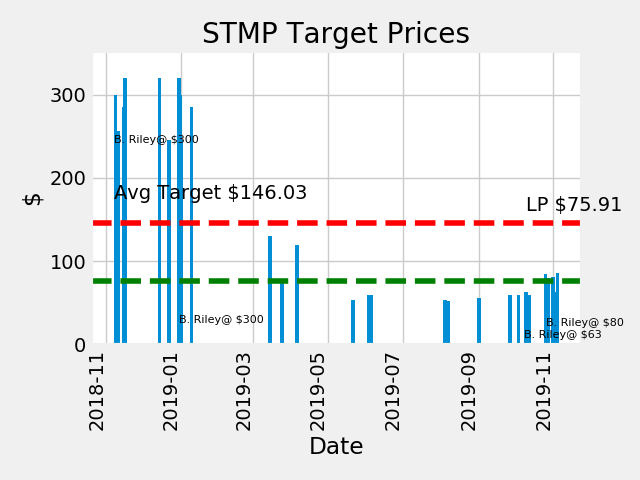 STMP Target Prices
300
B. Riley@ $300
200
Avg Target $146.03
LP $75.91
$
100
B. Riley@ $300
B. Riley@ $80
B. Riley@ $63
0
2018-11
2019-01
2019-03
2019-05
2019-07
2019-09
2019-11
Date